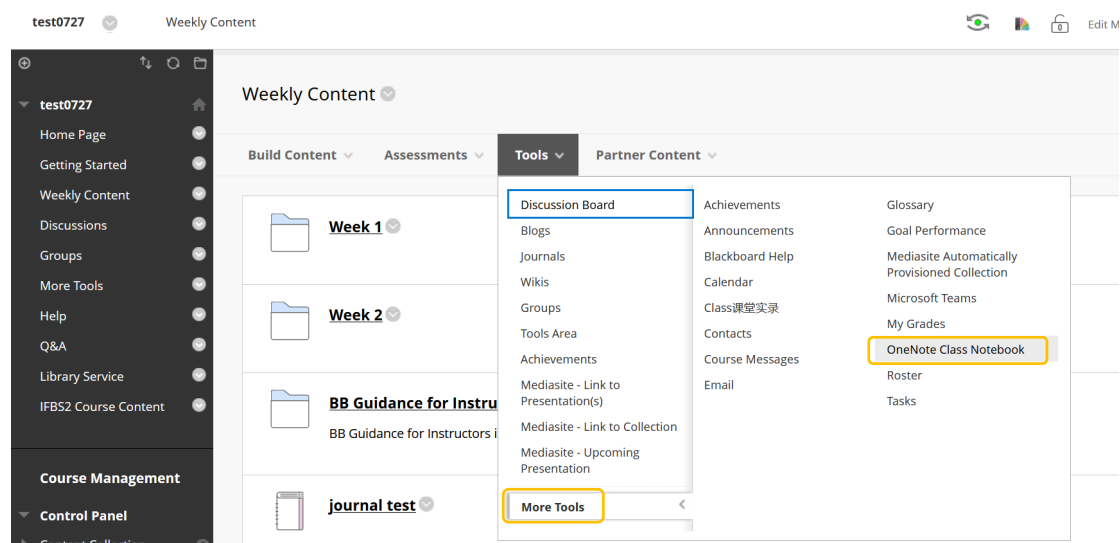 test0727
Weekly Content
0
Edit M
test0727
Home Page
Getting Started
Weekly Content
Discussions
Groups
More Tools
Help
Q&A
Library Service
IFBS2 Course Content
Course Management
Control Panel
Content Collection
Weekly Content
Build Content
Assessments
Tools
Partner Content
Week 1
Week 2
BB Guidance for Instru
BB Guidance for Instructors i
journal test
Discussion Board
Blogs
Journals
Wikis
Groups
Tools Area
Achievements
Mediasite - Link to
Presentation(s)
Mediasite - Link to Collection
Mediasite - Upcoming
Presentation
More Tools
Achievements
Announcements
Blackboard Help
Calendar
Class课堂实录
Contacts
Course Messages
Email
Glossary
Goal Performance
Mediasite Automatically
Provisioned Collection
Microsoft Teams
My Grades
OneNote Class Notebook
Roster
Tasks